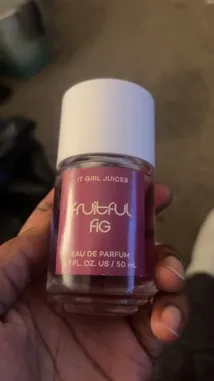 IT GIRL JUICES
fruitful
fig
EAU DE PARFUM
FL. OZ. US / 50 mL